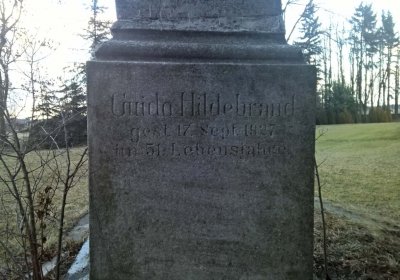 Guido Hildebrand
gest. 17. Sept. 1927
im 51. Lebensjahre.